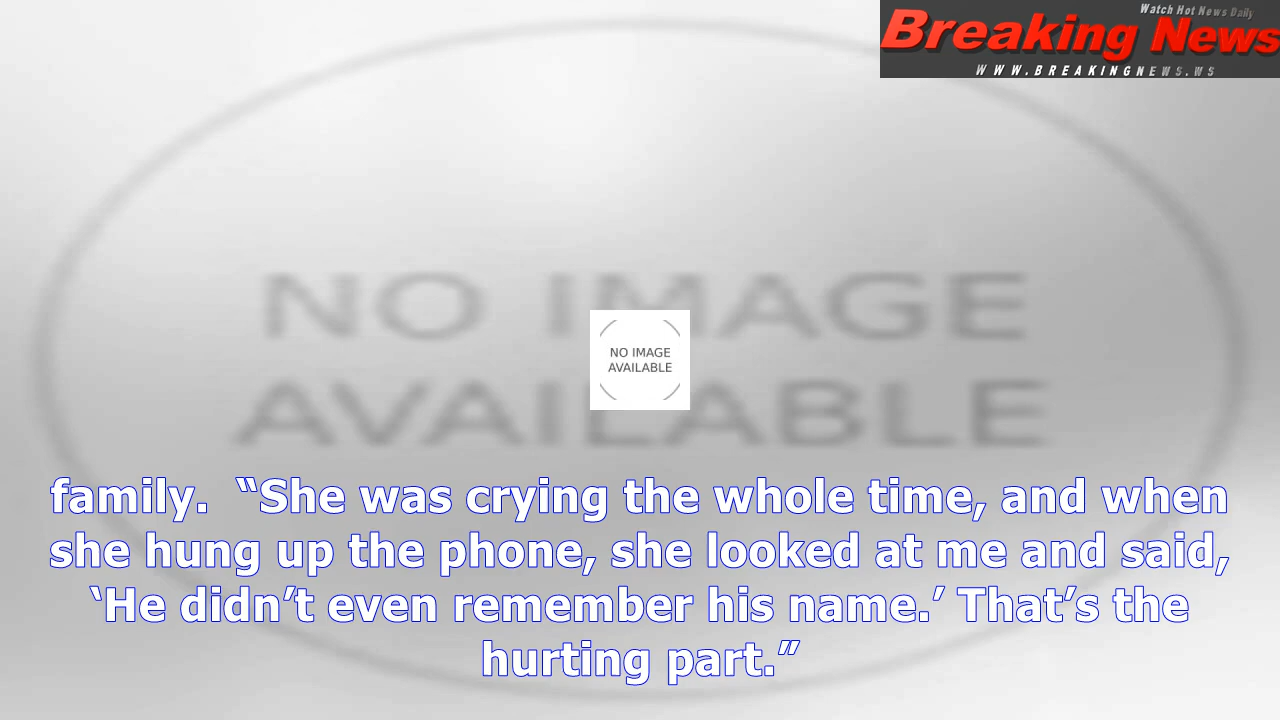 Watch Hot News Daily
Breaking News
WWW.BREAKINGNEWS.WS
NO IMAGE
AVAILABLE
NO IMAGE
AVAILABLE
family.  “She was crying the whole time, and when
she hung up the phone, she looked at me and said,
‘He didn’t even remember his name.’ That’s the
hurting part.”